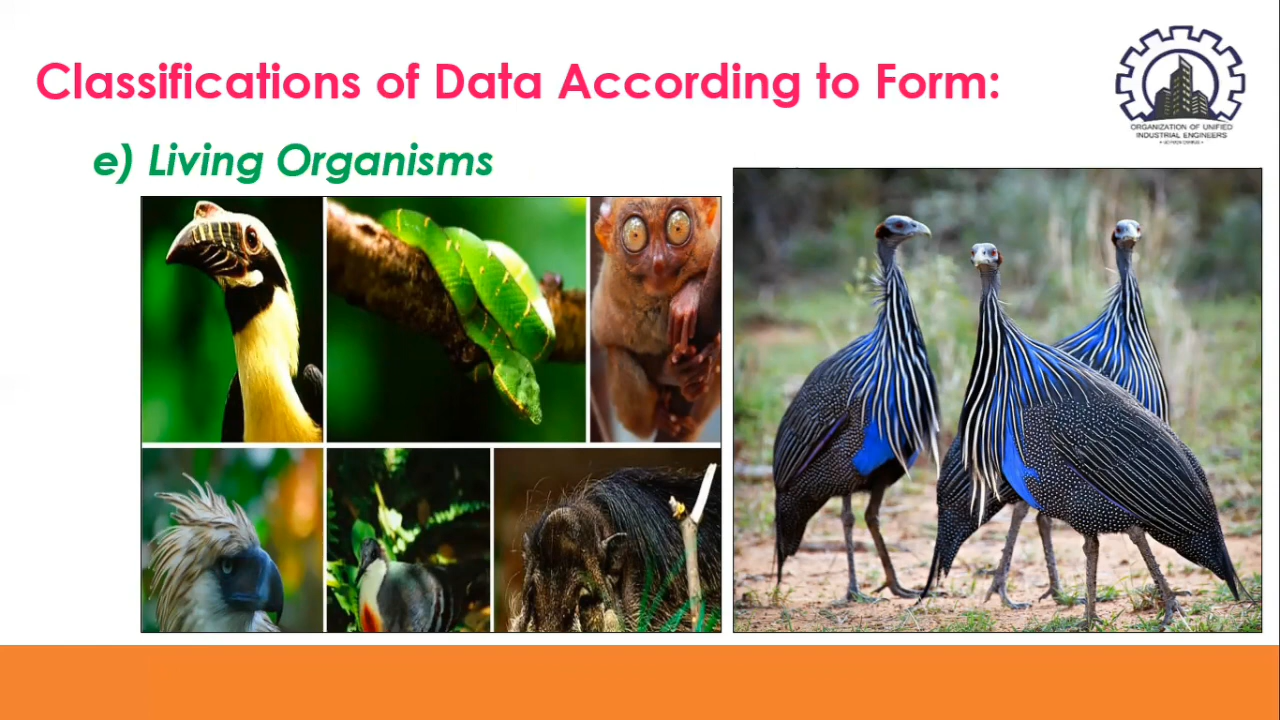 Classifications of Data According to Form:
ORGANIZATION OF UNIFIED
INDUSTRIAL ENGINEERS
e) Living Organisms